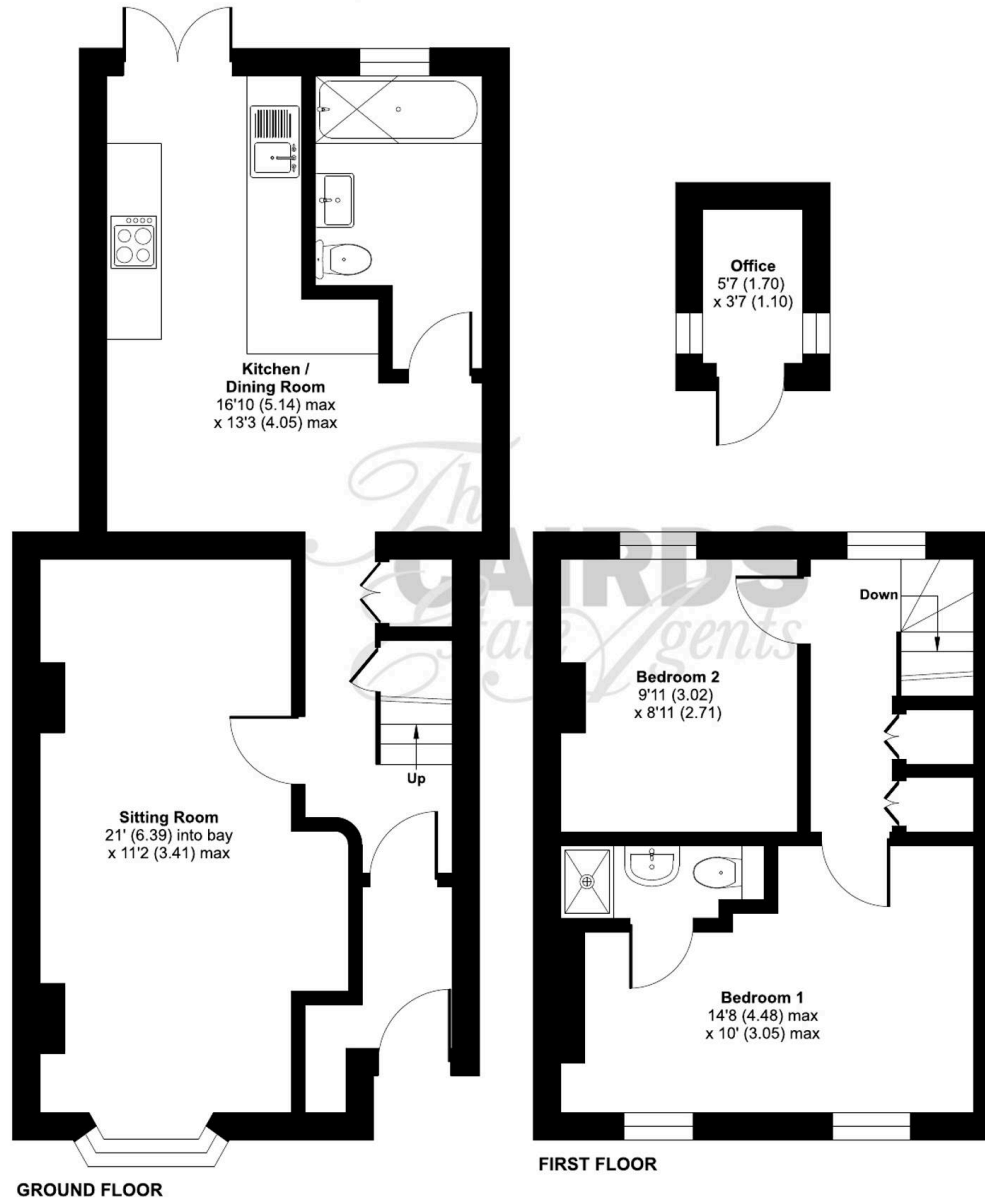 Office
5'7 (1.70)
x 3'7 (1.10)
Kitchen /
Dining Room
16'10 (5.14) max
x 13'3 (4.05) max
The
CAIRDS
Estate Agents
Down
Bedroom 2
9'11 (3.02)
x 8'11 (2.71)
Up
Sitting Room
21' (6.39) into bay
x 11'2 (3.41) max
Bedroom 1
14'8 (4.48) max
x 10' (3.05) max
FIRST FLOOR
GROUND FLOOR